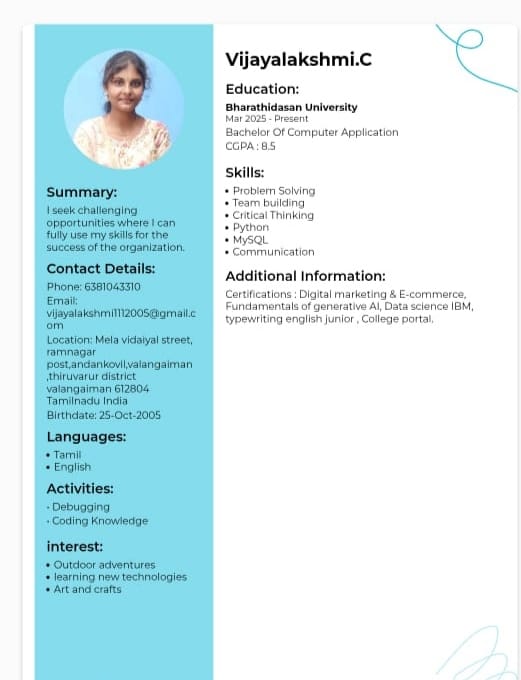 Vijayalakshmi.C
Education:
Bharathidasan University
Mar 2025 - Present
Bachelor Of Computer Application
CGPA : 8.5
Skills:
• Problem Solving
• Team building
• Critical Thinking
• Python
• MySQL
• Communication
Additional Information:
Certifications : Digital marketing & E-commerce,
Fundamentals of generative AI, Data science IBM,
typewriting english junior , College portal.
Summary:
I seek challenging
opportunities where I can
fully use my skills for the
success of the organization.
Contact Details:
Phone: 6381043310
Email:
vijayalakshmi1112005@gmail.c
om
Location: Mela vidaiyal street,
ramnagar
post,andankovil,valangaiman
,thiruvarur district
valangaiman 612804
Tamilnadu India
Birthdate: 25-Oct-2005
Languages:
• Tamil
• English
Activities:
• Debugging
• Coding Knowledge
interest:
• Outdoor adventures
• learning new technologies
• Art and crafts